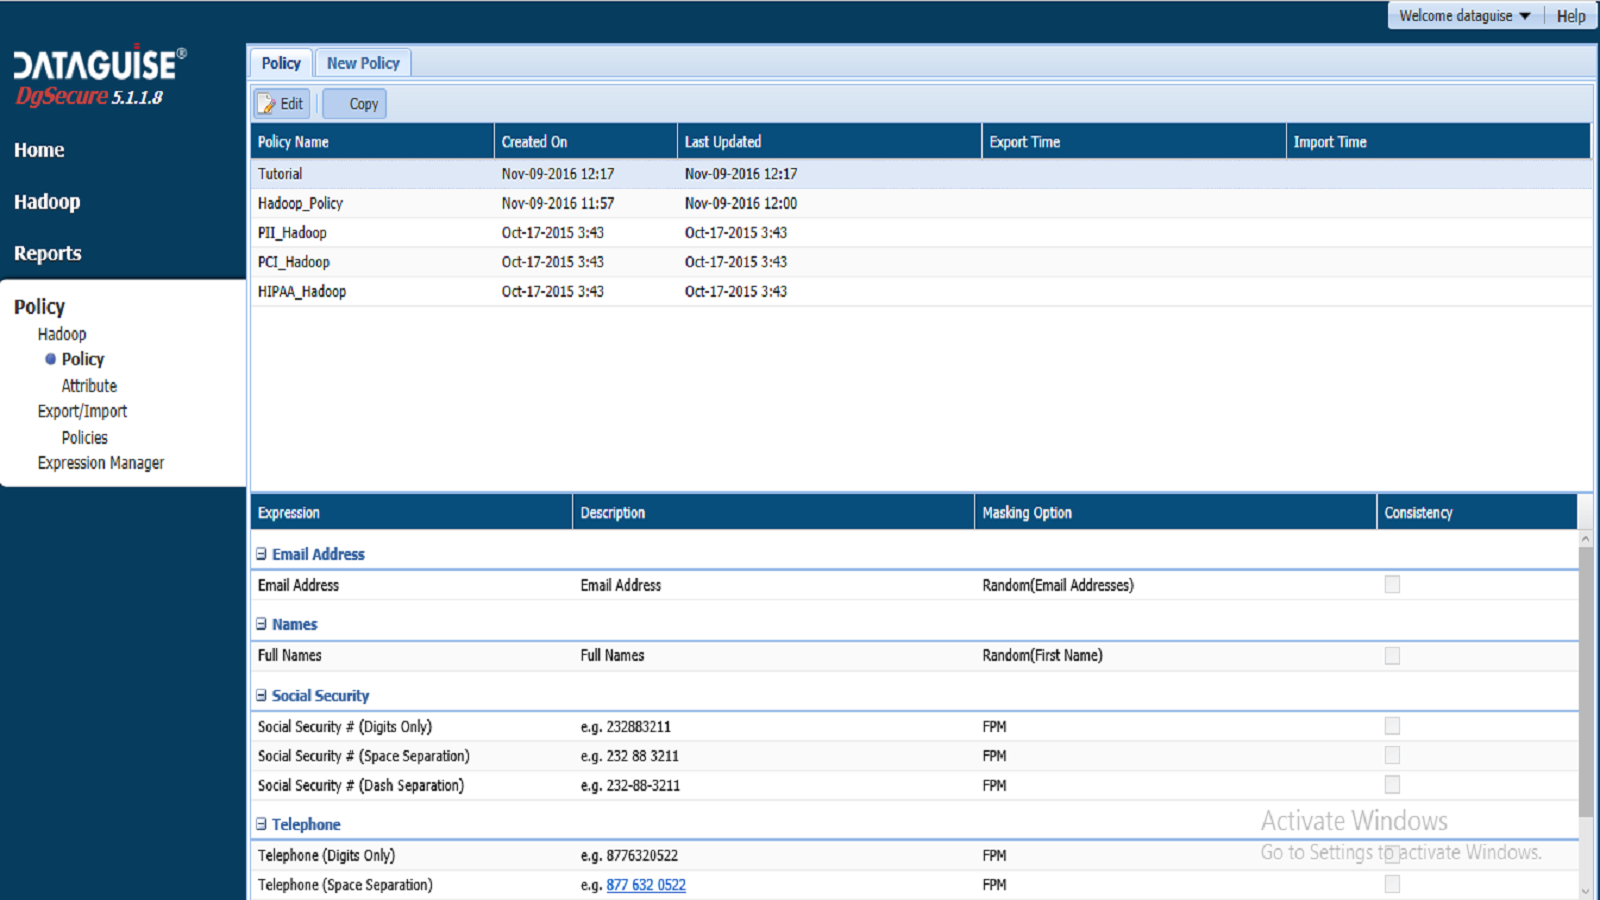 Welcome dataguise Help
DATAGUISE®
DgSecure 5.1.1.8
Home
Hadoop
Reports
Policy
Hadoop
Policy
Attribute
Export/Import
Policies
Expression Manager
Policy New Policy
Edit Copy
Policy Name Created On Last Updated Export Time Import Time
Tutorial Nov-09-2016 12:17 Nov-09-2016 12:17
Hadoop_Policy Nov-09-2016 11:57 Nov-09-2016 12:00
PII_Hadoop Oct-17-2015 3:43 Oct-17-2015 3:43
PCI_Hadoop Oct-17-2015 3:43 Oct-17-2015 3:43
HIPAA_Hadoop Oct-17-2015 3:43 Oct-17-2015 3:43
Expression Description Masking Option Consistency
Email Address
Email Address Email Address Random(Email Addresses)
Names
Full Names Full Names Random(First Name)
Social Security
Social Security # (Digits Only) e.g. 232883211 FPM
Social Security # (Space Separation) e.g. 232 88 3211 FPM
Social Security # (Dash Separation) e.g. 232-88-3211 FPM
Telephone
Telephone (Digits Only) e.g. 8776320522 FPM
Telephone (Space Separation) e.g. 877 632 0522 FPM
Activate Windows
Go to Settings to activate Windows.